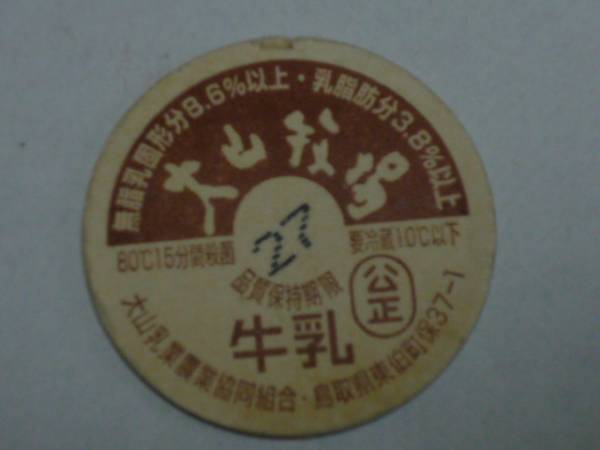 無脂乳固形分8.6%以上・乳脂肪分3.8%以上
大山牧場
80℃15分間殺菌
27
要冷蔵10℃以下
品質保持期限
公正
牛乳
大山乳業農業協同組合・鳥取県東伯町保37-1